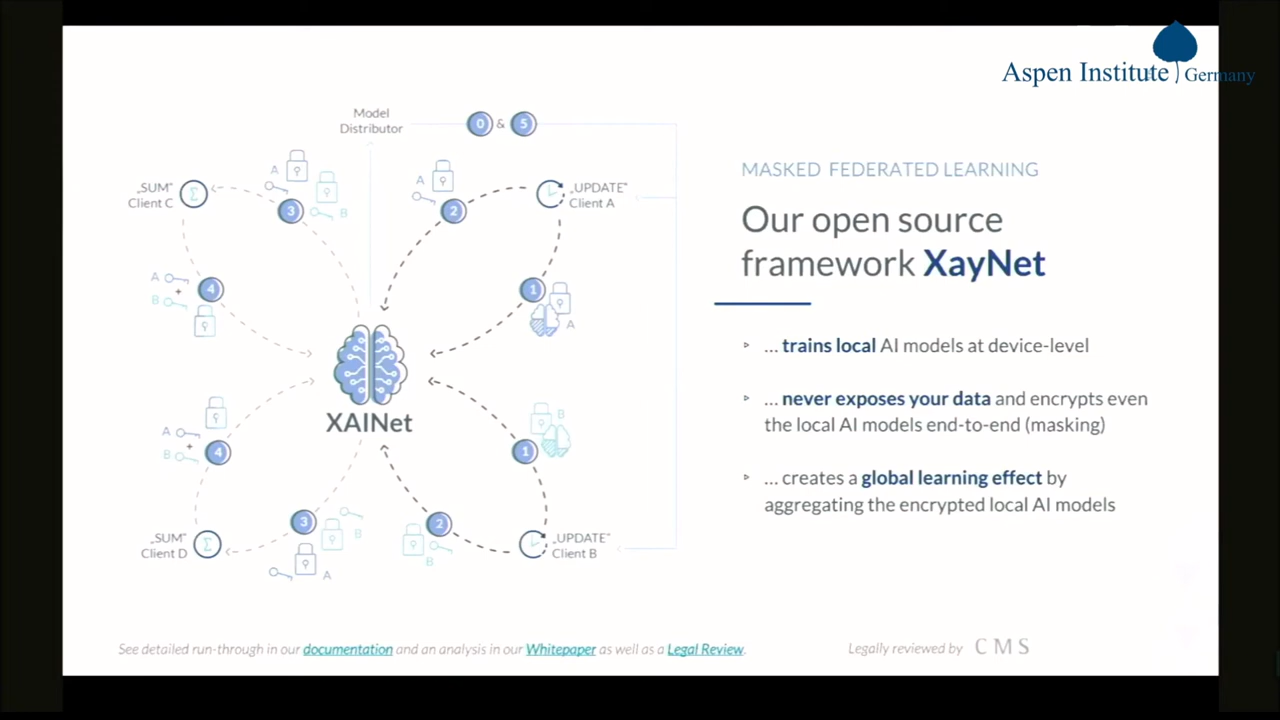 Aspen Institute Germany
Model
Distributor
0 & 5
„SUM"
Client C
A
3
B
A
2
„UPDATE"
Client A
A
+
B
4
1
A
XAINet
A
+
B
4
B
1
„SUM"
Client D
3
B
A
2
B
„UPDATE"
Client B
MASKED FEDERATED LEARNING
Our open source
framework XayNet
... trains local AI models at device-level
... never exposes your data and encrypts even
the local AI models end-to-end (masking)
... creates a global learning effect by
aggregating the encrypted local AI models
See detailed run-through in our documentation and an analysis in our Whitepaper as well as a Legal Review.
Legally reviewed by CMS